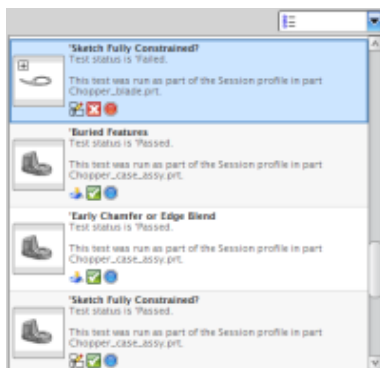 'Sketch Fully Constrained?
Test status is 'Failed.
This test was run as part of the Session profile in part
Chopper_blade.prt.
'Buried Features
Test status is 'Passed.
This test was run as part of the Session profile in part
Chopper_case_assy.prt.
'Early Chamfer or Edge Blend
Test status is 'Passed.
This test was run as part of the Session profile in part
Chopper_case_assy.prt.
'Sketch Fully Constrained?
Test status is 'Passed.
This test was run as part of the Session profile in part
Chopper_case_assy.prt.